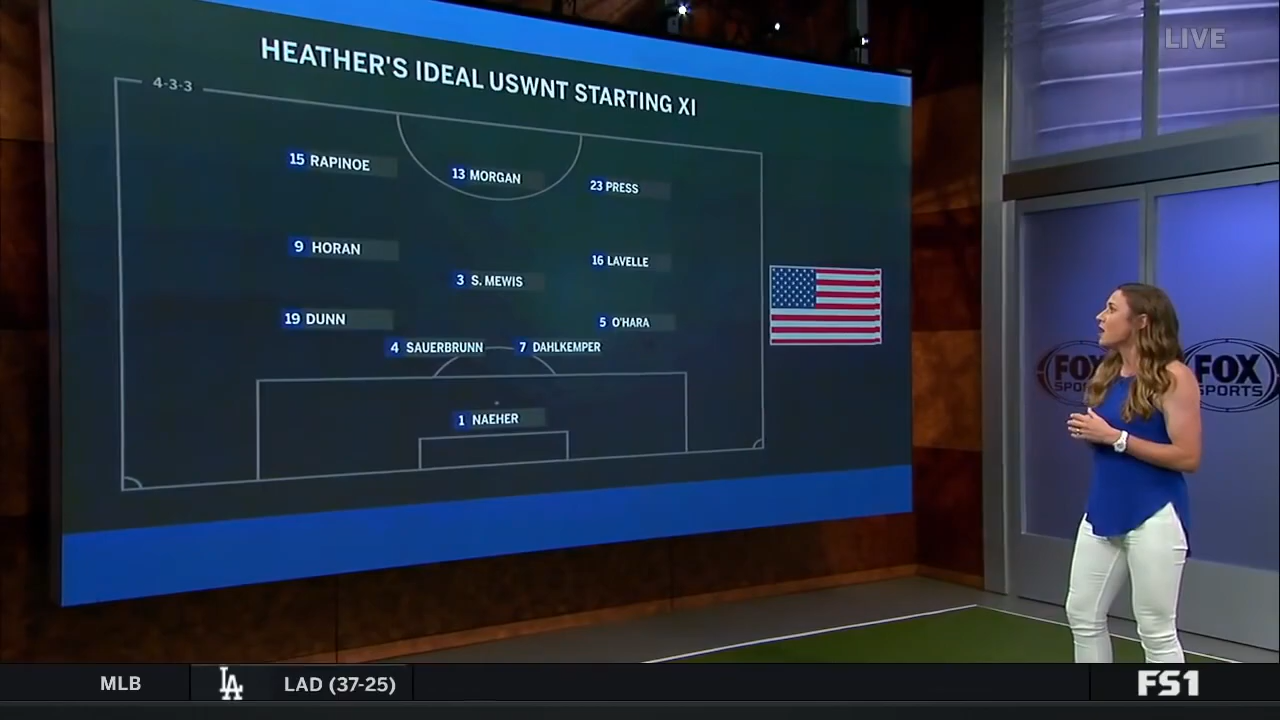 LIVE
HEATHER'S IDEAL USWNT STARTING XI
4-3-3
15 RAPINOE
13 MORGAN
23 PRESS
9 HORAN
16 LAVELLE
3 S. MEWIS
19 DUNN
5 O'HARA
4 SAUERBRUNN
7 DAHLKEMPER
1 NAEHER
FOX
SPO
FOX
SPORTS
MLB
LA
LAD (37-25)
FS1